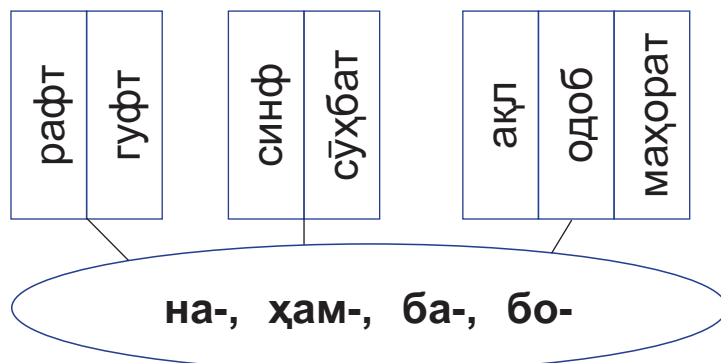 рафт
гуфт
синф
сӯҳбат
ақл
одоб
маҳорат
на-, ҳам-, ба-, бо-